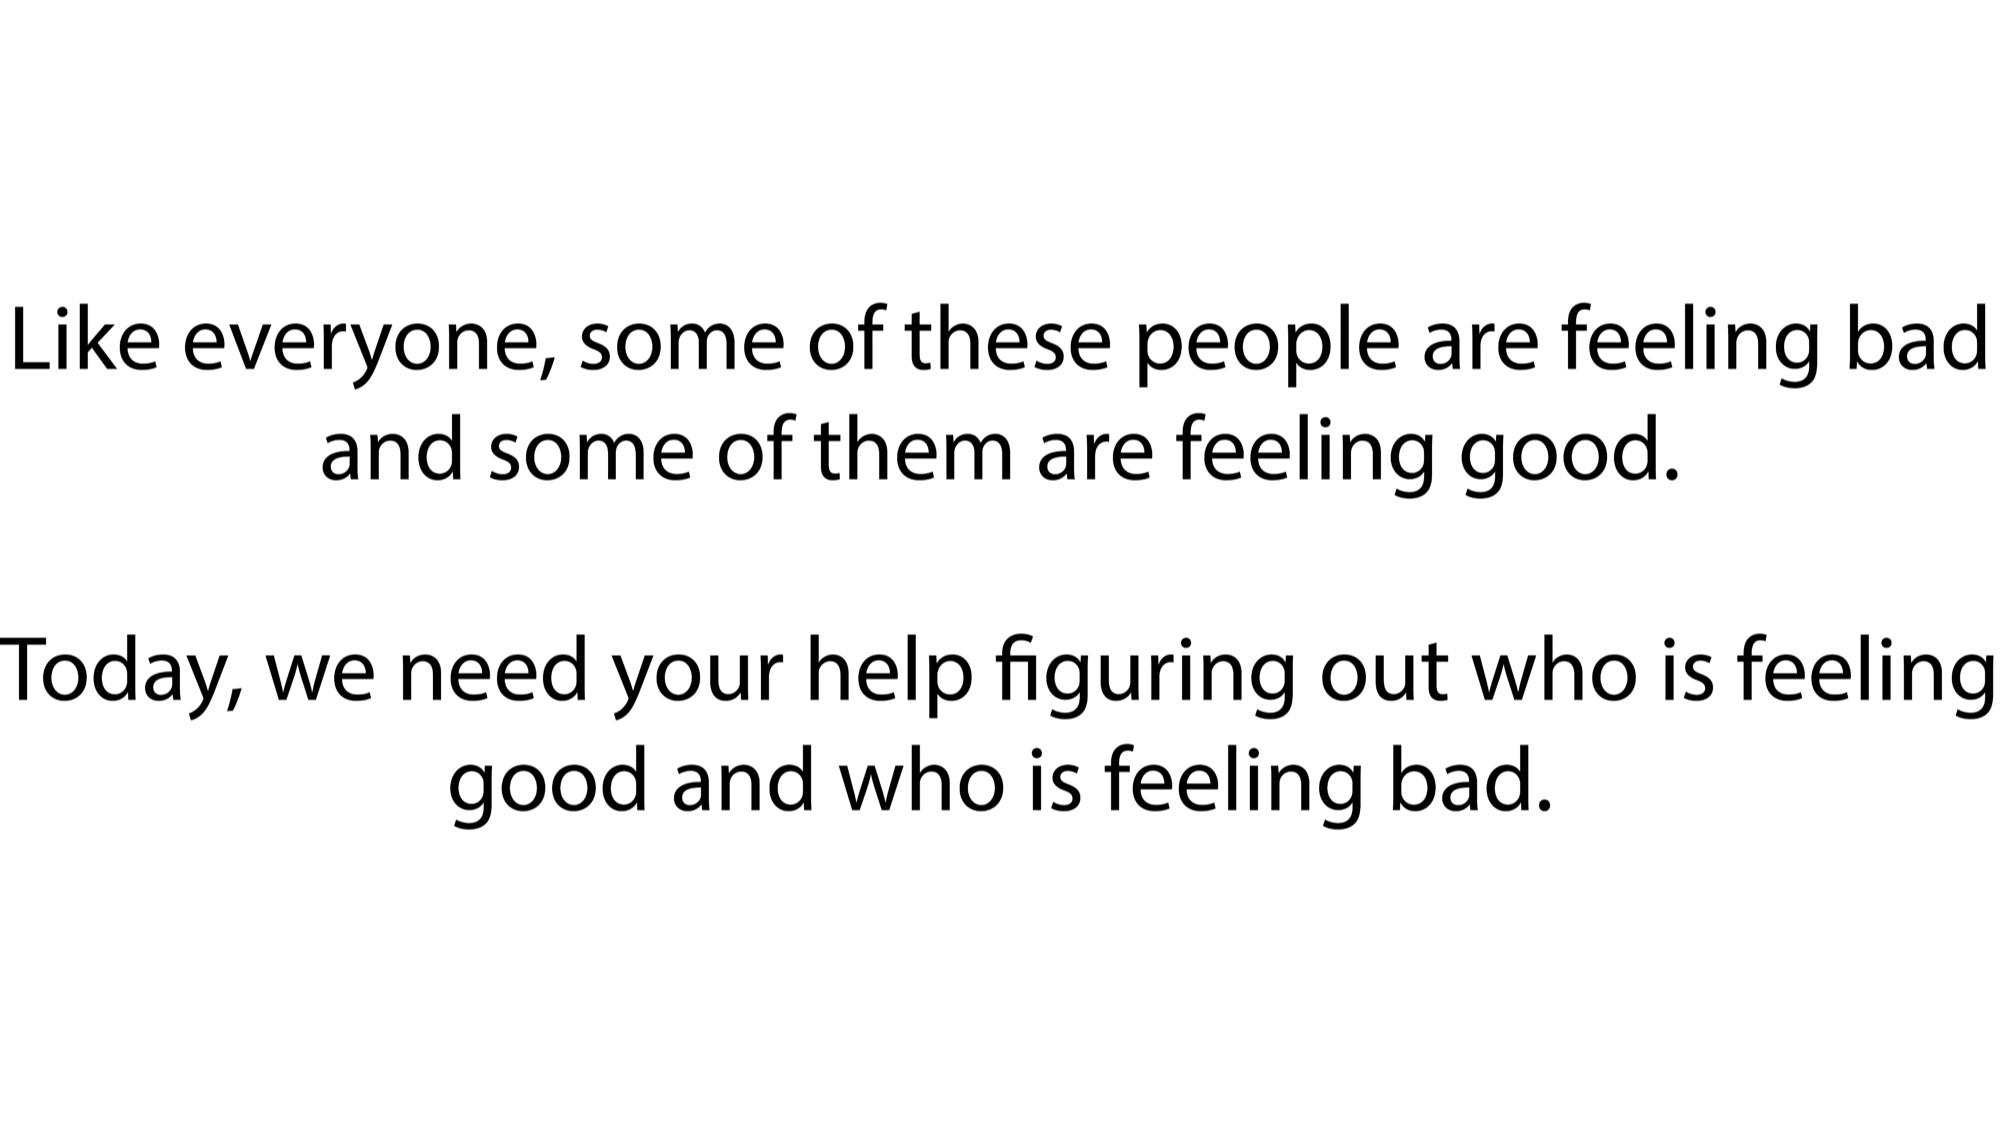 Like everyone, some of these people are feeling bad
and some of them are feeling good.
Today, we need your help figuring out who is feeling
good and who is feeling bad.